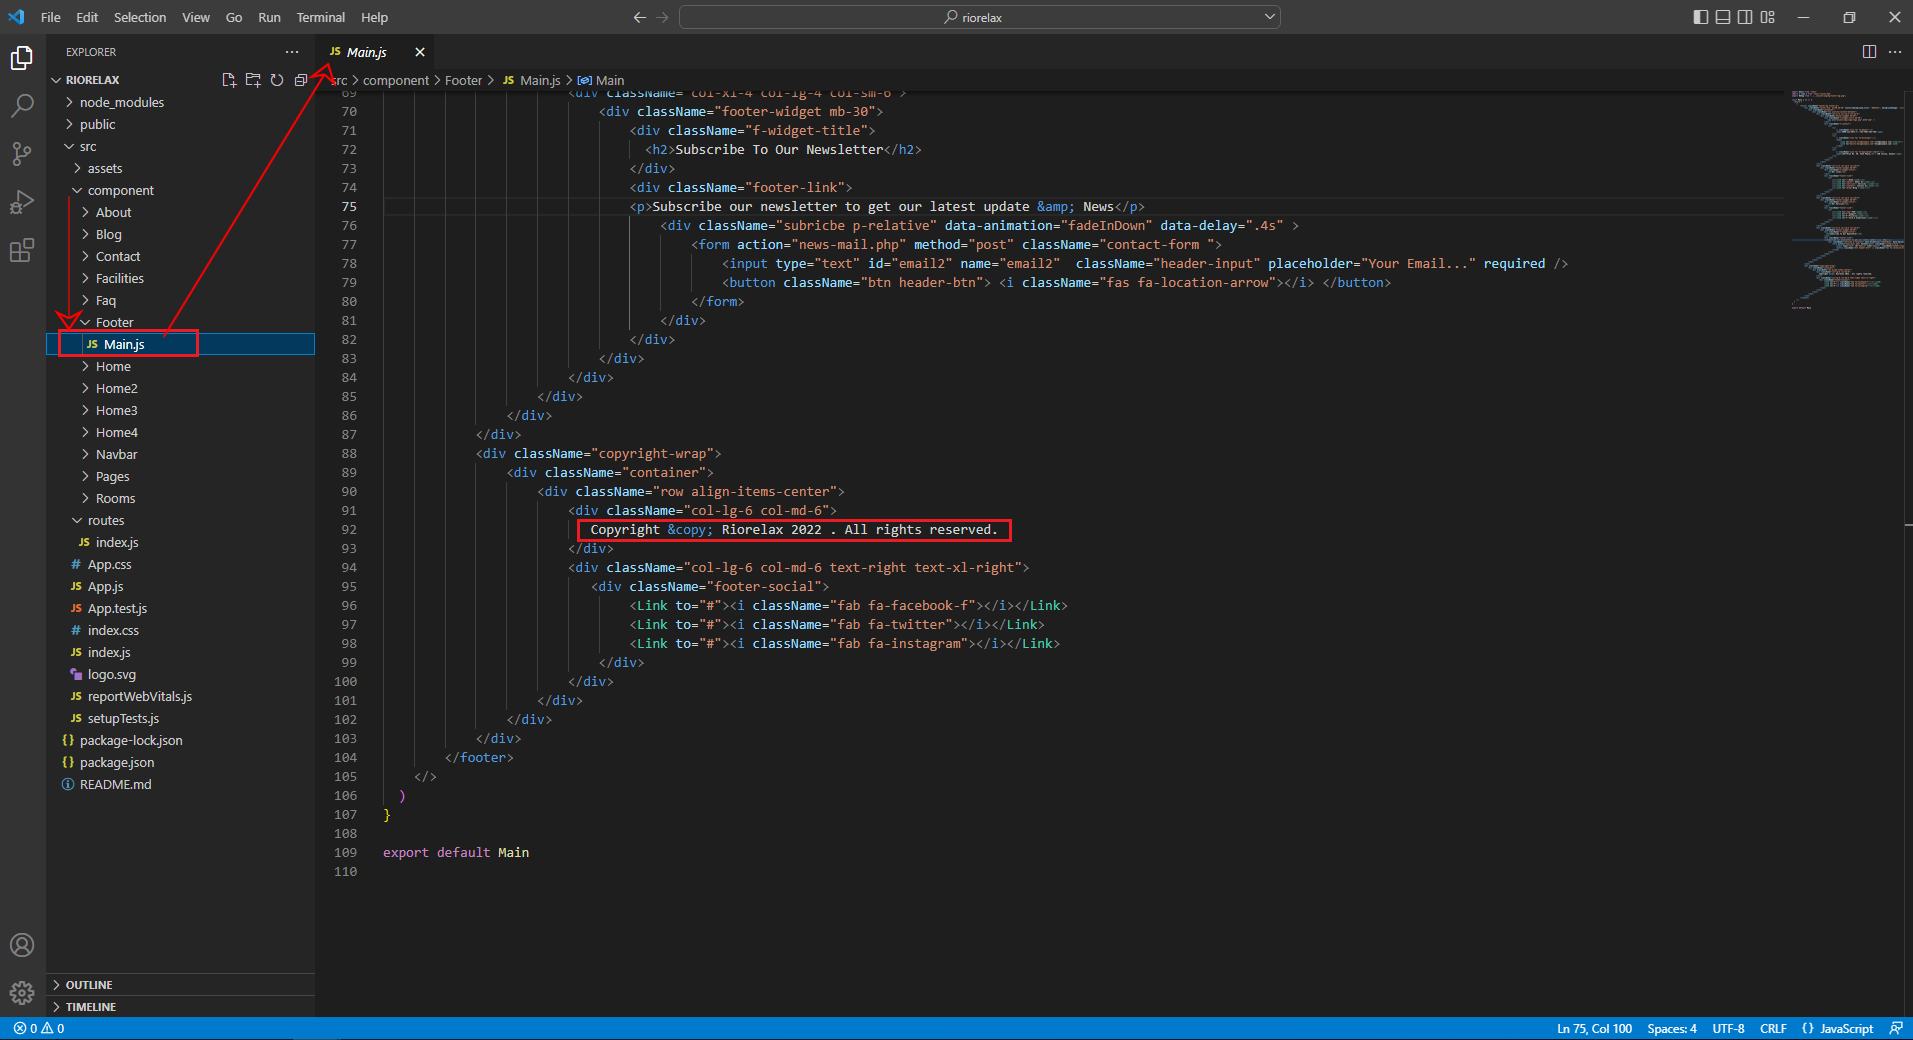 File Edit Selection View Go Run Terminal Help
riorelax
EXPLORER
RIORELAX
node_modules
public
src
assets
component
About
Blog
Contact
Facilities
Faq
Footer
JS Main.js
Home
Home2
Home3
Home4
Navbar
Pages
Rooms
routes
JS index.js
# App.css
JS App.js
JS App.test.js
# index.css
JS index.js
logo.svg
JS reportWebVitals.js
JS setupTests.js
{} package-lock.json
{} package.json
README.md
OUTLINE
TIMELINE
JS Main.js
src > component > Footer > JS Main.js > Main
69 <div className="col-xl-4 col-lg-4 col-sm-6">
70 <div className="footer-widget mb-30">
71 <div className="f-widget-title">
72 <h2>Subscribe To Our Newsletter</h2>
73 </div>
74 <div className="footer-link">
75 <p>Subscribe our newsletter to get our latest update &amp; News</p>
76 <div className="subricbe p-relative" data-animation="fadeInDown" data-delay=".4s" >
77 <form action="news-mail.php" method="post" className="contact-form ">
78 <input type="text" id="email2" name="email2"  className="header-input" placeholder="Your Email..." required />
79 <button className="btn header-btn"> <i className="fas fa-location-arrow"></i> </button>
80 </form>
81 </div>
82 </div>
83 </div>
84 </div>
85 </div>
86 </div>
87 </div>
88 <div className="copyright-wrap">
89 <div className="container">
90 <div className="row align-items-center">
91 <div className="col-lg-6 col-md-6">
92 Copyright &copy; Riorelax 2022 . All rights reserved.
93 </div>
94 <div className="col-lg-6 col-md-6 text-right text-xl-right">
95 <div className="footer-social">
96 <Link to="#"><i className="fab fa-facebook-f"></i></Link>
97 <Link to="#"><i className="fab fa-twitter"></i></Link>
98 <Link to="#"><i className="fab fa-instagram"></i></Link>
99 </div>
100 </div>
101 </div>
102 </div>
103 </div>
104 </footer>
105 </>
106 )
107 }
108
109 export default Main
110
0 0
Ln 75, Col 100 Spaces: 4 UTF-8 CRLF {} JavaScript